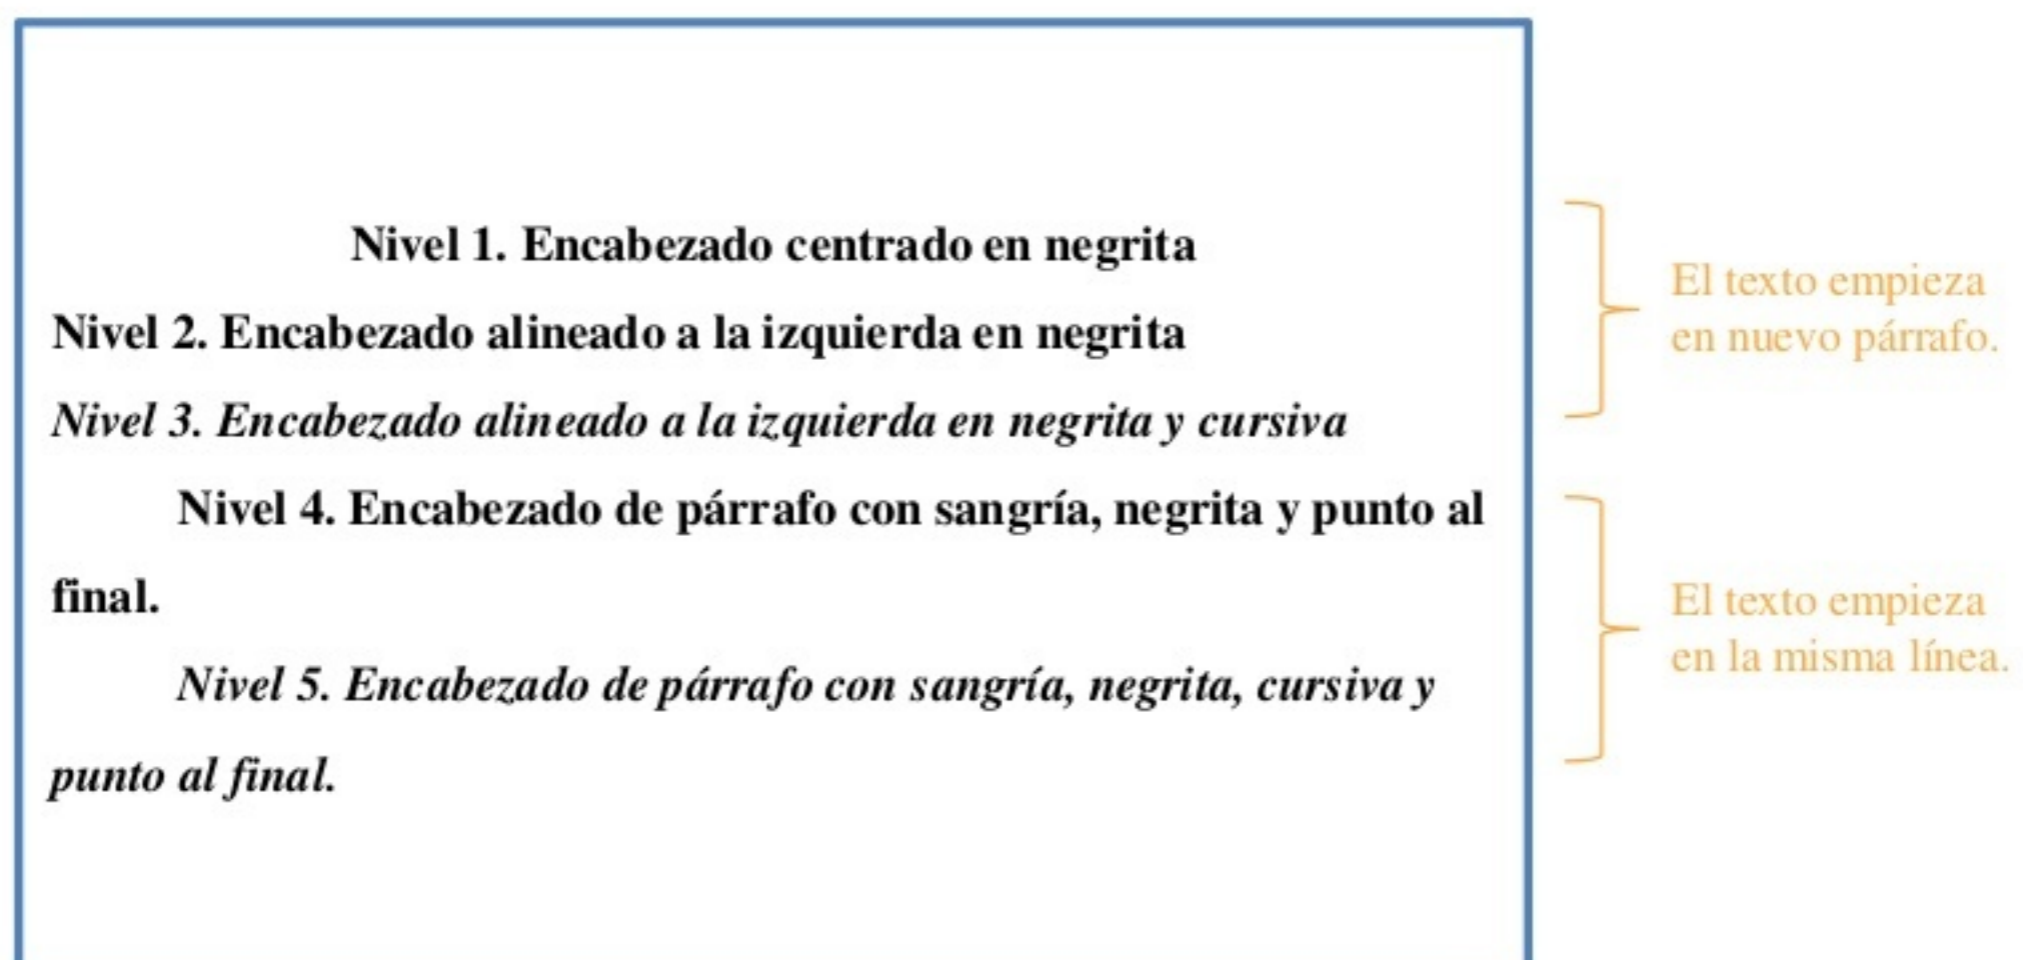 Nivel 1. Encabezado centrado en negrita
Nivel 2. Encabezado alineado a la izquierda en negrita
Nivel 3. Encabezado alineado a la izquierda en negrita y cursiva
Nivel 4. Encabezado de párrafo con sangría, negrita y punto al
final.
Nivel 5. Encabezado de párrafo con sangría, negrita, cursiva y
punto al final.
El texto empieza
en nuevo párrafo.
El texto empieza
en la misma línea.